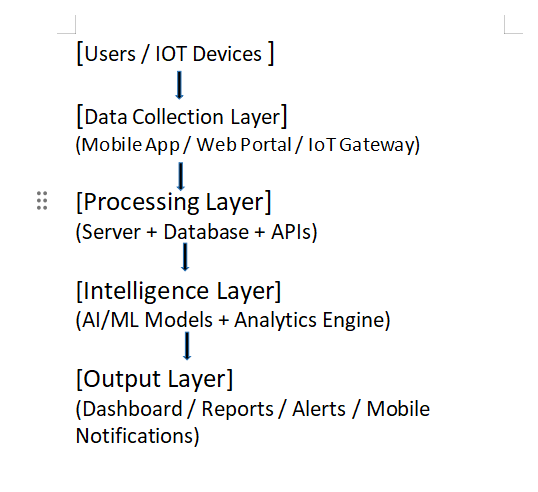 [Users / IOT Devices ]
[Data Collection Layer]
(Mobile App / Web Portal / IoT Gateway)
[Processing Layer]
(Server + Database + APIs)
[Intelligence Layer]
(AI/ML Models + Analytics Engine)
[Output Layer]
(Dashboard / Reports / Alerts / Mobile
Notifications)